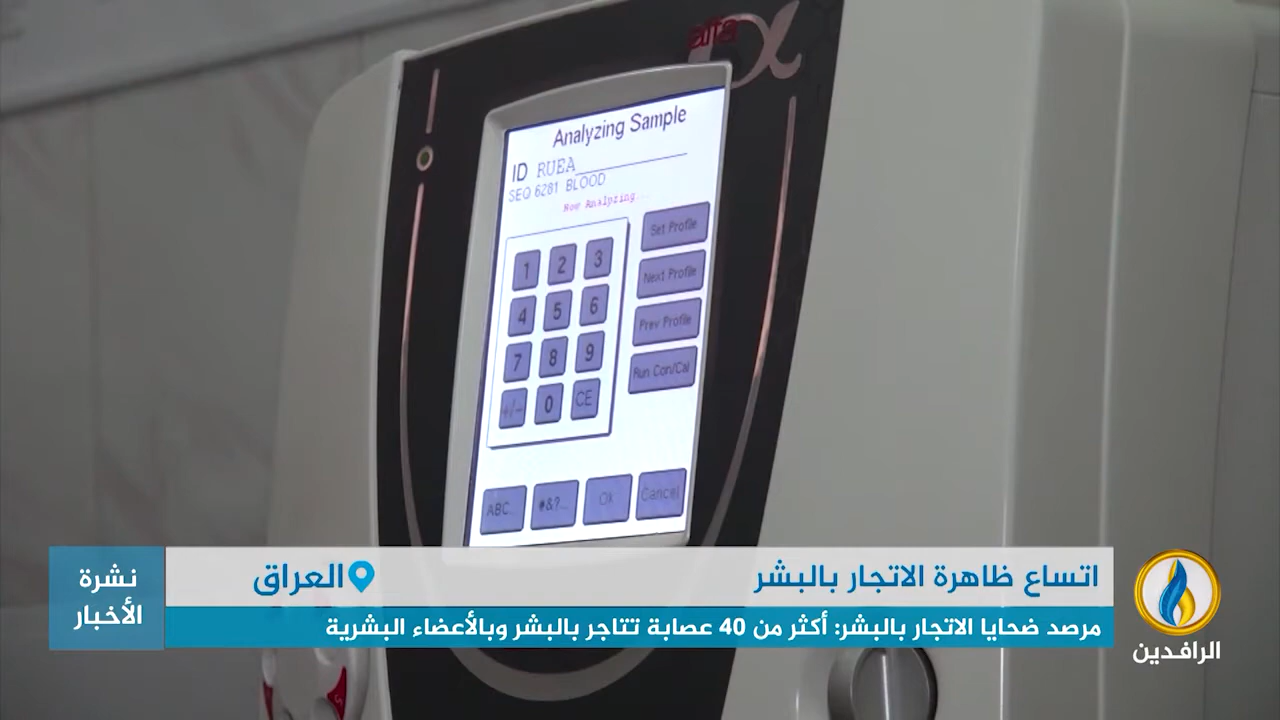 alfa
Analyzing Sample
ID RUEA
SEQ 6281 BLOOD
Now Analyzing...
1 2 3
4 5 6
7 8 9
+/- 0 CE
Set Profile
Next Profile
Prev Profile
Run Con/Cal
ABC.. #&?.. Ok Cancel
اتساع ظاهرة الاتجار بالبشر
العراق
نشرة
الأخبار
مرصد ضحايا الاتجار بالبشر: أكثر من 40 عصابة تتاجر بالبشر وبالأعضاء البشرية
الرافدين